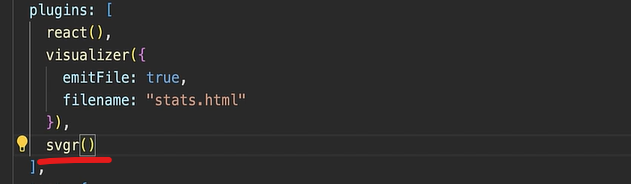 plugins: [
react(),
visualizer({
emitFile: true,
filename: "stats.html"
}),
svgr()
],